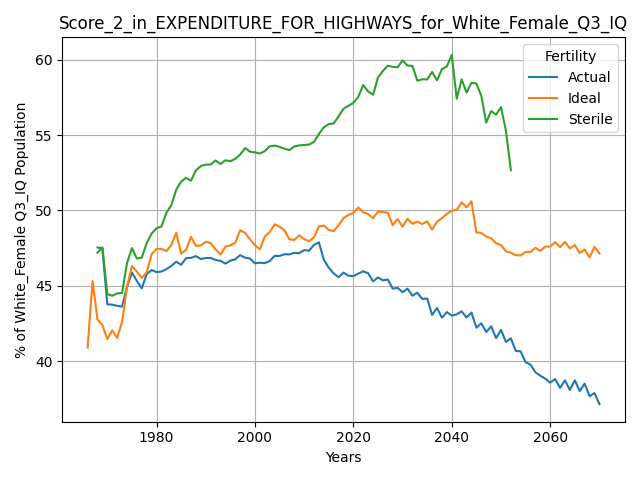 Score_2_in_EXPENDITURE_FOR_HIGHWAYS_for_White_Female_Q3_IQ
% of White_Female Q3_IQ Population
60
55
50
45
40
Fertility
Actual
Ideal
Sterile
1980
2000
2020
2040
2060
Years